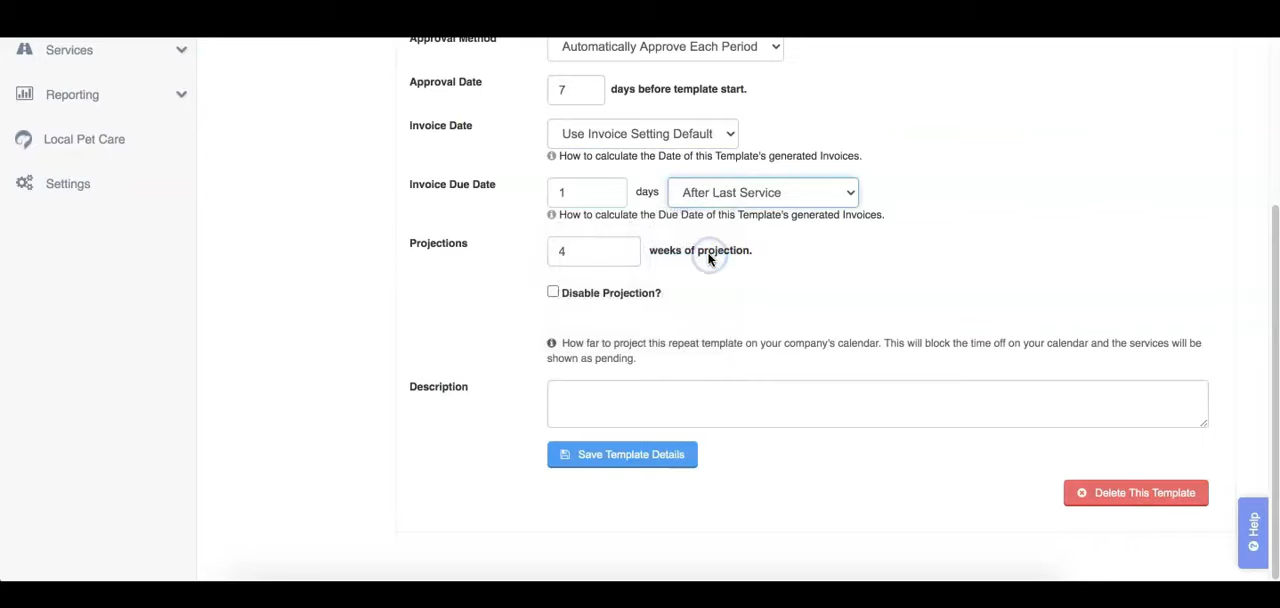 Services
Reporting
Local Pet Care
Settings
Approval Method
Automatically Approve Each Period
Approval Date
7
days before template start.
Invoice Date
Use Invoice Setting Default
How to calculate the Date of this Template's generated Invoices.
Invoice Due Date
1
days
After Last Service
How to calculate the Due Date of this Template's generated Invoices.
Projections
4
weeks of projection.
Disable Projection?
How far to project this repeat template on your company's calendar. This will block the time off on your calendar and the services will be
shown as pending.
Description
Save Template Details
Delete This Template
Help